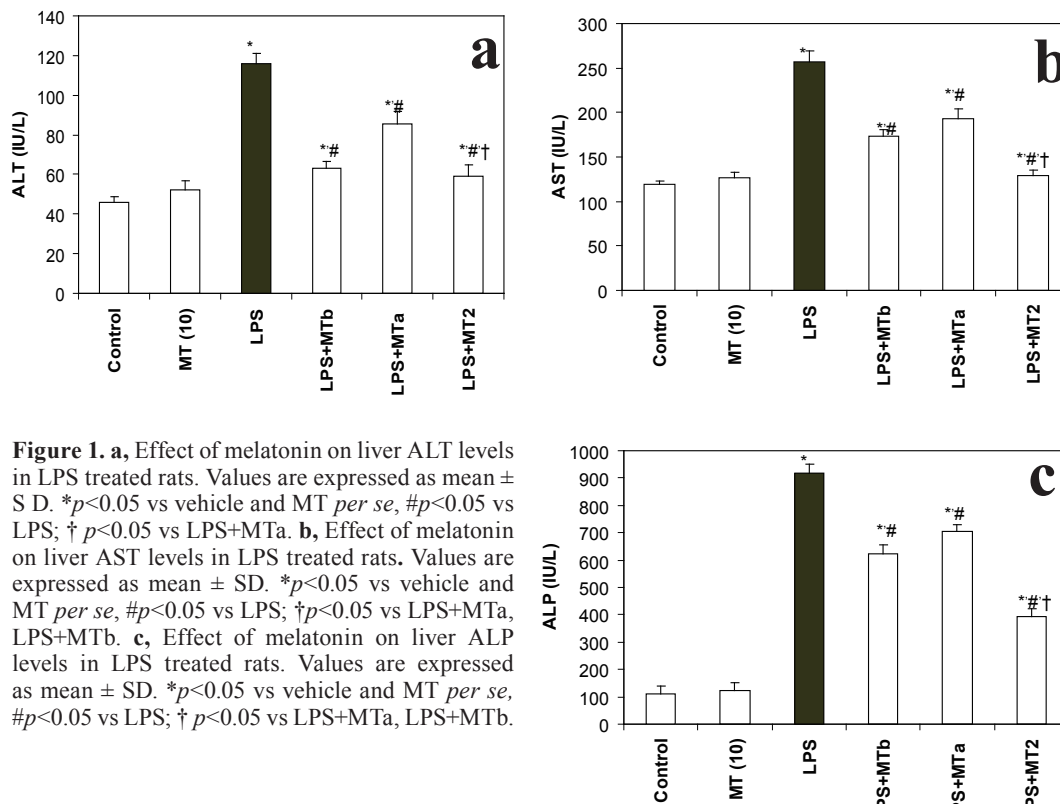 a
ALT (IU/L)
140
120
100
80
60
40
20
0
*
*,#
*,#
*,#,†
Control
MT (10)
LPS
LPS+MTb
LPS+MTa
LPS+MT2
b
AST (IU/L)
300
250
200
150
100
50
0
*
*,#
*,#
*,#,†
Control
MT (10)
LPS
LPS+MTb
LPS+MTa
LPS+MT2
Figure 1. a, Effect of melatonin on liver ALT levels
in LPS treated rats. Values are expressed as mean ±
S D. *p<0.05 vs vehicle and MT per se, #p<0.05 vs
LPS; † p<0.05 vs LPS+MTa. b, Effect of melatonin
on liver AST levels in LPS treated rats. Values are
expressed as mean ± SD. *p<0.05 vs vehicle and
MT per se, #p<0.05 vs LPS; †p<0.05 vs LPS+MTa,
LPS+MTb. c, Effect of melatonin on liver ALP
levels in LPS treated rats. Values are expressed
as mean ± SD. *p<0.05 vs vehicle and MT per se,
#p<0.05 vs LPS; † p<0.05 vs LPS+MTa, LPS+MTb.
c
ALP (IU/L)
1000
900
800
700
600
500
400
300
200
100
0
*
*,#
*,#
*,#,†
Control
MT (10)
LPS
PS+MTb
PS+MTa
PS+MT2